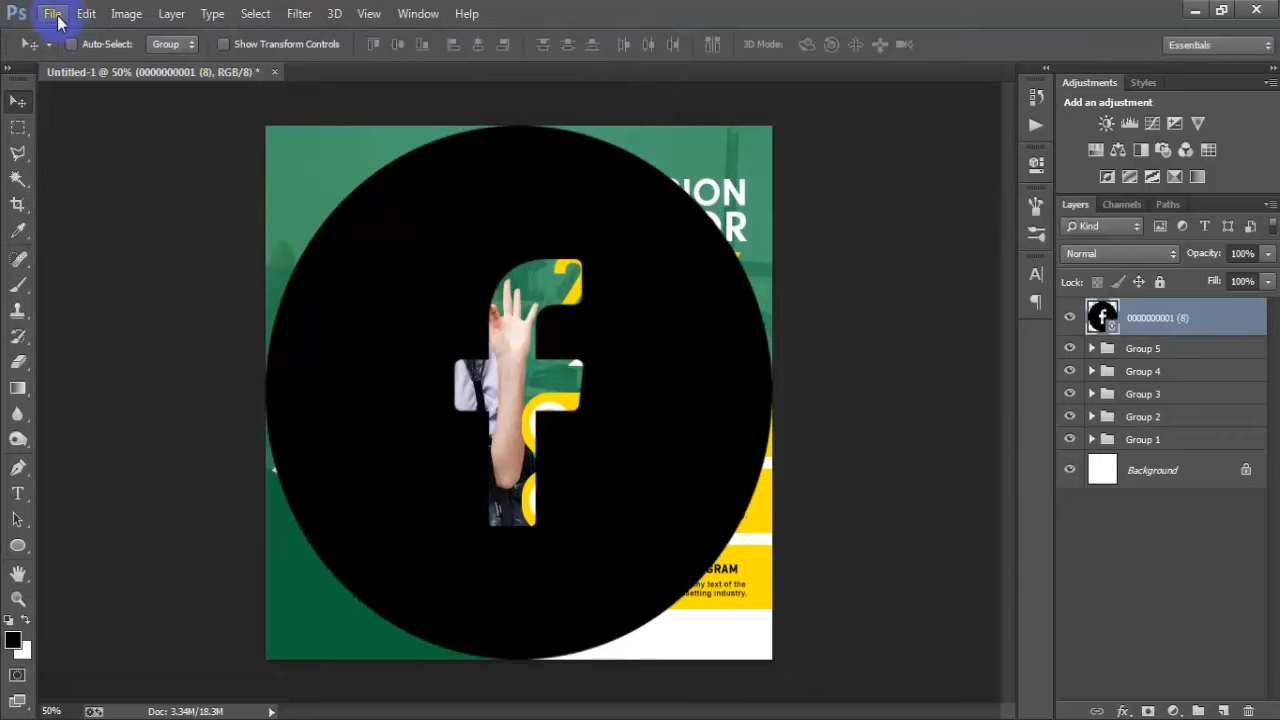 Ps File Edit Image Layer Type Select Filter 3D View Window Help
Auto-Select: Group Show Transform Controls 3D Mode: Essentials
Untitled-1 @ 50% (0000000001 (8), RGB/8) * ×
Adjustments Styles
Add an adjustment
Layers Channels Paths
Kind
Normal Opacity: 100%
Lock: Fill: 100%
0000000001 (8)
Group 5
Group 4
Group 3
Group 2
Group 1
Background
ION
OR
f
2
GRAM
my text of the
setting industry.
50% Doc: 3.34M/18.3M